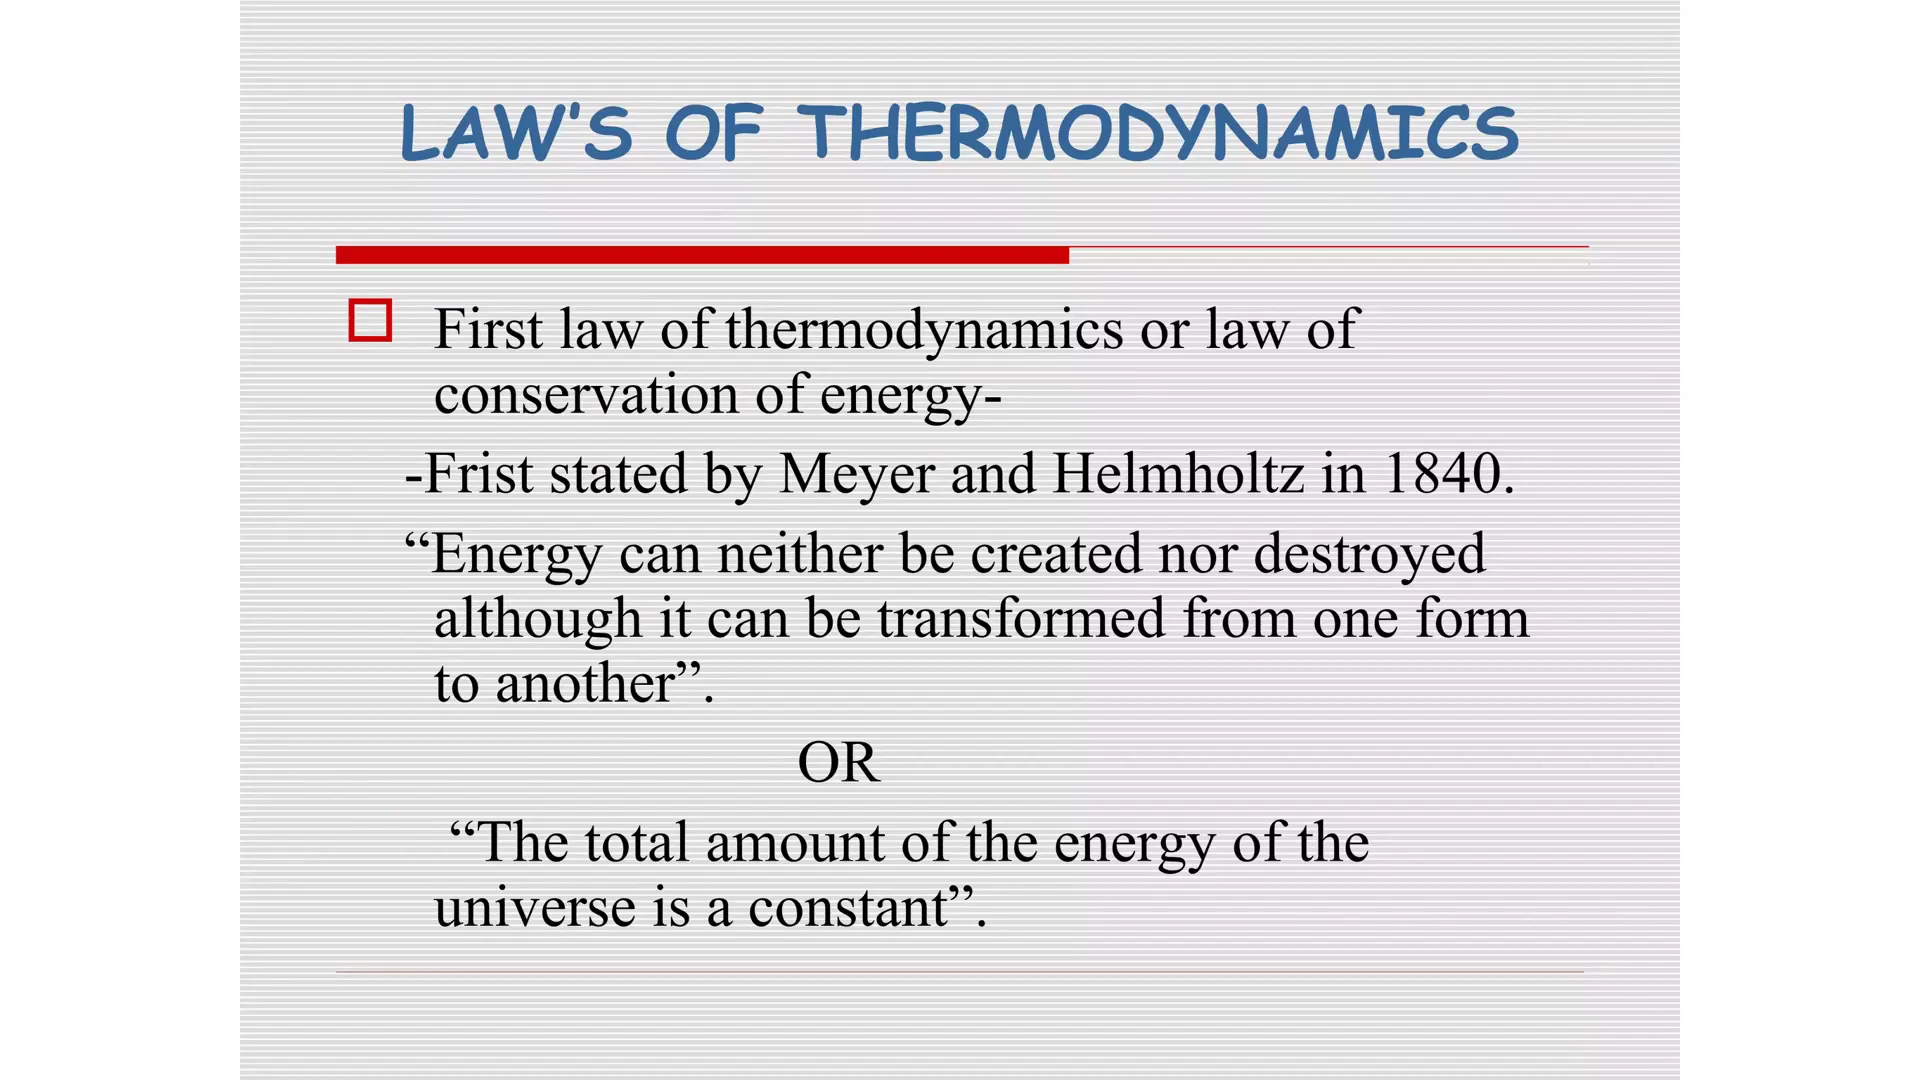 LAW’S OF THERMODYNAMICS
First law of thermodynamics or law of
conservation of energy-
-Frist stated by Meyer and Helmholtz in 1840.
“Energy can neither be created nor destroyed
although it can be transformed from one form
to another”.
OR
“The total amount of the energy of the
universe is a constant”.